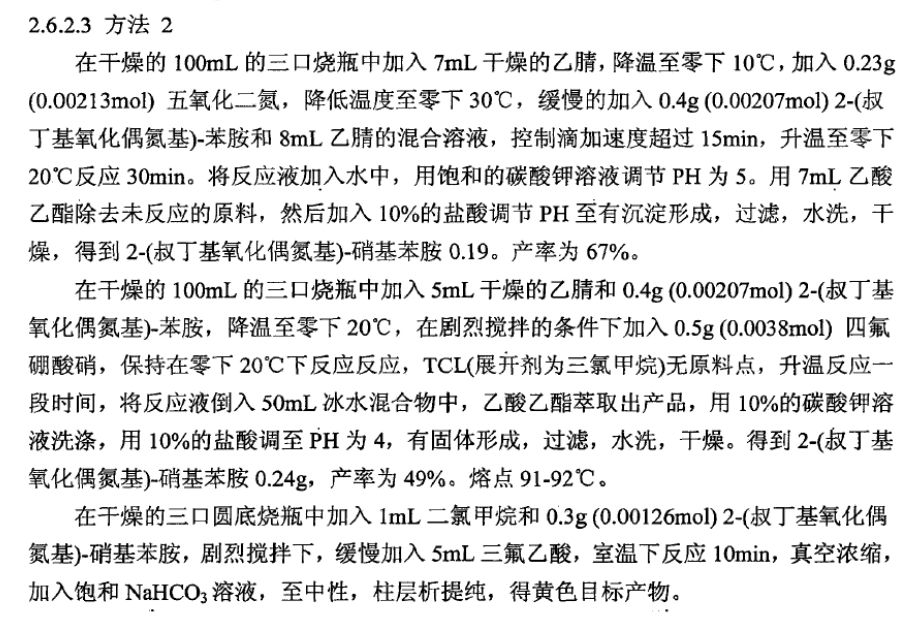 2.6.2.3 方法 2
在干燥的 100mL 的三口烧瓶中加入 7mL 干燥的乙腈，降温至零下 10℃，加入 0.23g
(0.00213mol) 五氧化二氮，降低温度至零下 30℃，缓慢的加入 0.4g (0.00207mol) 2-(叔
丁基氧化偶氮基)-苯胺和 8mL 乙腈的混合溶液，控制滴加速度超过 15min，升温至零下
20℃反应 30min。将反应液加入水中，用饱和的碳酸钾溶液调节 PH 为 5。用 7mL 乙酸
乙酯除去未反应的原料，然后加入 10%的盐酸调节 PH 至有沉淀形成，过滤，水洗，干
燥，得到 2-(叔丁基氧化偶氮基)-硝基苯胺 0.19。产率为 67%。
在干燥的 100mL 的三口烧瓶中加入 5mL 干燥的乙腈和 0.4g (0.00207mol) 2-(叔丁基
氧化偶氮基)-苯胺，降温至零下 20℃，在剧烈搅拌的条件下加入 0.5g (0.0038mol) 四氟
硼酸硝，保持在零下 20℃下反应反应，TCL(展开剂为三氯甲烷)无原料点，升温反应一
段时间，将反应液倒入 50mL 冰水混合物中，乙酸乙酯萃取出产品，用 10%的碳酸钾溶
液洗涤，用 10%的盐酸调至 PH 为 4，有固体形成，过滤，水洗，干燥。得到 2-(叔丁基
氧化偶氮基)-硝基苯胺 0.24g，产率为 49%。熔点 91-92℃。
在干燥的三口圆底烧瓶中加入 1mL 二氯甲烷和 0.3g (0.00126mol) 2-(叔丁基氧化偶
氮基)-硝基苯胺，剧烈搅拌下，缓慢加入 5mL 三氟乙酸，室温下反应 10min，真空浓缩，
加入饱和 NaHCO₃ 溶液，至中性，柱层析提纯，得黄色目标产物。